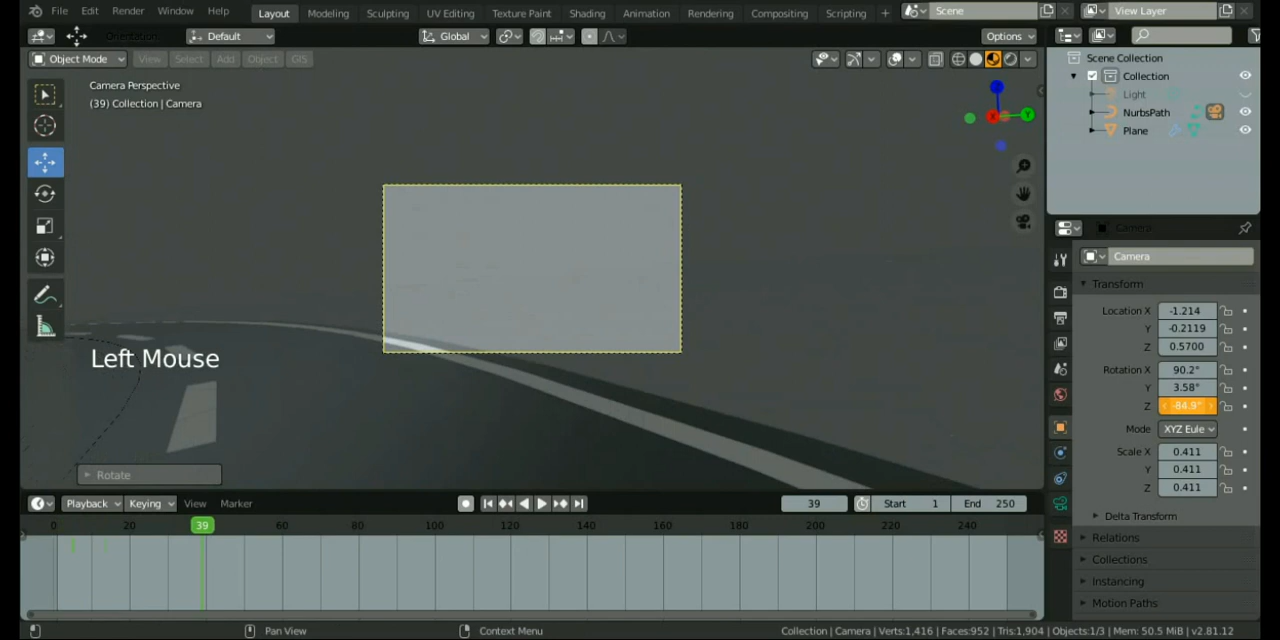 File Edit Render Window Help Layout Modeling Sculpting UV Editing Texture Paint Shading Animation Rendering Compositing Scripting + Scene View Layer
Orientation: Default Global Options
Object Mode View Select Add Object GIS
Camera Perspective
(39) Collection | Camera
Scene Collection
Collection
Light
NurbsPath
Plane
X Y
Left Mouse
Rotate
Camera
Camera
Transform
Location X -1.214
Y -0.2119
Z 0.5700
Rotation X 90.2°
Y 3.58°
Z -84.9°
Mode XYZ Eule
Scale X 0.411
Y 0.411
Z 0.411
Delta Transform
Relations
Collections
Instancing
Motion Paths
Playback Keying View Marker 39 Start 1 End 250
0 20 39 60 80 100 120 140 160 180 200 220 240
Pan View Context Menu Collection | Camera | Verts:1,416 | Faces:952 | Tris:1,904 | Objects:1/3 | Mem: 50.5 MiB | v2.81.12